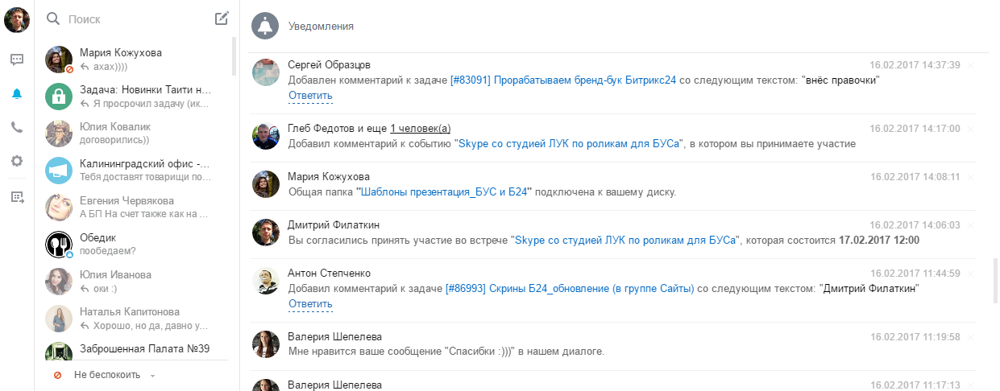 Поиск
Мария Кожухова
ахах))))
Задача: Новинки Таити н...
Я просрочил задачу (ик...
Юлия Ковалик
договорились))
Калининградский офис -...
Тебя доставят товарищи по...
Евгения Червякова
А БП На счет также как на ...
Обедик
пообедаем?
Юлия Иванова
оки :)
Наталья Капитонова
Хорошо, но да, давно у...
Заброшенная Палата №39
Не беспокоить
Уведомления
Сергей Образцов 16.02.2017 14:37:39
Добавлен комментарий к задаче [#83091] Прорабатываем бренд-бук Битрикс24 со следующим текстом: "внёс правочки"
Ответить
Глеб Федотов и еще 1 человек(а) 16.02.2017 14:17:00
Добавил комментарий к событию "Skype со студией ЛУК по роликам для БУСа", в котором вы принимаете участие
Мария Кожухова 16.02.2017 14:08:11
Общая папка "Шаблоны презентация_БУС и Б24" подключена к вашему диску.
Дмитрий Филаткин 16.02.2017 14:06:03
Вы согласились принять участие во встрече "Skype со студией ЛУК по роликам для БУСа", которая состоится 17.02.2017 12:00
Антон Степченко 16.02.2017 11:44:59
Добавил комментарий к задаче [#86993] Скрины Б24_обновление (в группе Сайты) со следующим текстом: "Дмитрий Филаткин"
Ответить
Валерия Шепелева 16.02.2017 11:19:58
Мне нравится ваше сообщение "Спасибки :)))" в нашем диалоге.
Валерия Шепелева 16.02.2017 11:17:13